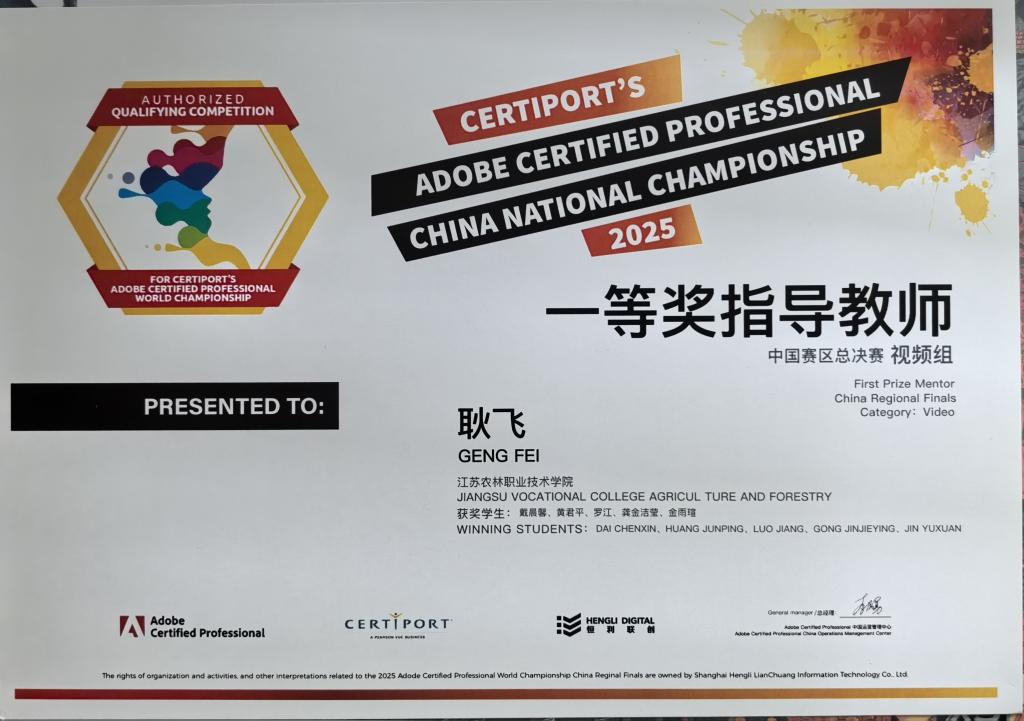 AUTHORIZED
QUALIFYING COMPETITION
FOR CERTIPORT'S
ADOBE CERTIFIED PROFESSIONAL
WORLD CHAMPIONSHIP
CERTIPORT'S
ADOBE CERTIFIED PROFESSIONAL
CHINA NATIONAL CHAMPIONSHIP
2025
一等奖指导教师
中国赛区总决赛 视频组
First Prize Mentor
China Regional Finals
Category: Video
PRESENTED TO:
耿飞
GENG FEI
江苏农林职业技术学院
JIANGSU VOCATIONAL COLLEGE AGRICUL TURE AND FORESTRY
获奖学生：戴晨馨、黄君平、罗江、龚金洁莹、金雨瑄
WINNING STUDENTS: DAI CHENXIN、HUANG JUNPING、LUO JIANG、GONG JINJIEYING、JIN YUXUAN
Adobe
Certified Professional
CERTIPORT
A PEARSON VUE BUSINESS
HENGLI DIGITAL
恒利联创
General manager /总经理:
Adobe Certified Professional 中国运营管理中心
Adobe Certified Professional China Operations Management Center
The rights of organization and activities, and other interpretations related to the 2025 Adode Certified Professional World Championship China Reginal Finals are owned by Shanghai Hengli LianChuang Information Technology Co., Ltd.